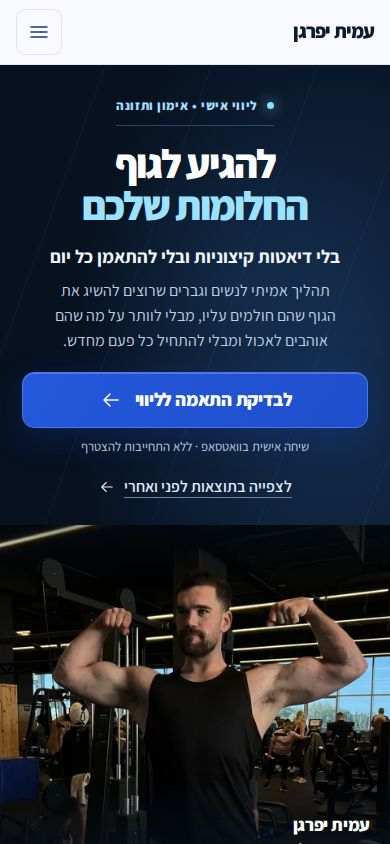 עמית יפרגן
ליווי אישי • אימון ותזונה
להגיע לגוף
החלומות שלכם
בלי דיאטות קיצוניות ובלי להתאמן כל יום
תהליך אמיתי לנשים וגברים שרוצים להשיג את
הגוף שהם חולמים עליו, מבלי לוותר על מה שהם
אוהבים לאכול ומבלי להתחיל כל פעם מחדש.
לבדיקת התאמה לליווי ←
שיחה אישית בוואטסאפ · ללא התחייבות להצטרף
לצפייה בתוצאות לפני ואחרי ←
עמית יפרגן